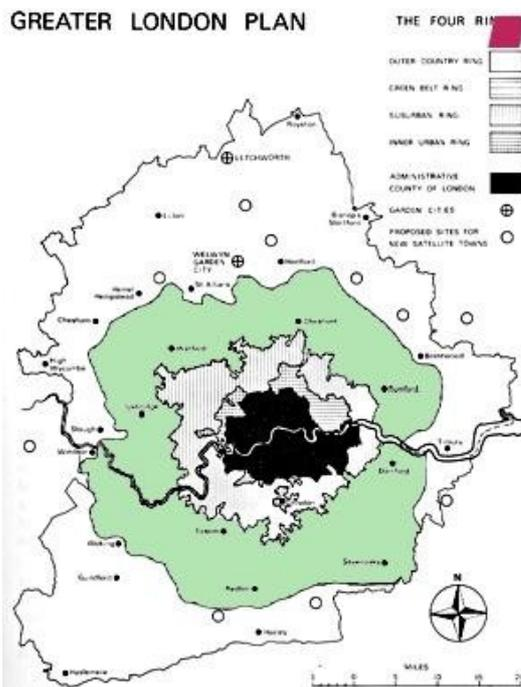 GREATER LONDON PLAN
THE FOUR
OUTER COUNTRY RING
GREEN BELT RING
SUBURBAN RING
INNER URBAN RING
ADMINISTRATIVE
COUNTY OF LONDON
GARDEN CITIES
PROPOSED SITES FOR
NEW SATELLITE TOWNS
Royston
LETCHWORTH
Luton
Bishops
Stortford
WELWYN
GARDEN
CITY
Hertford
St Albans
Hemel
Hempstead
Chesham
Cheshunt
Watford
High
Wycombe
Brentwood
Romford
Uxbridge
Slough
Windsor
Tilbury
Dartford
Epsom
Woking
Sevenoaks
Guildford
Redhill
Horley
Haslemere
N
MILES